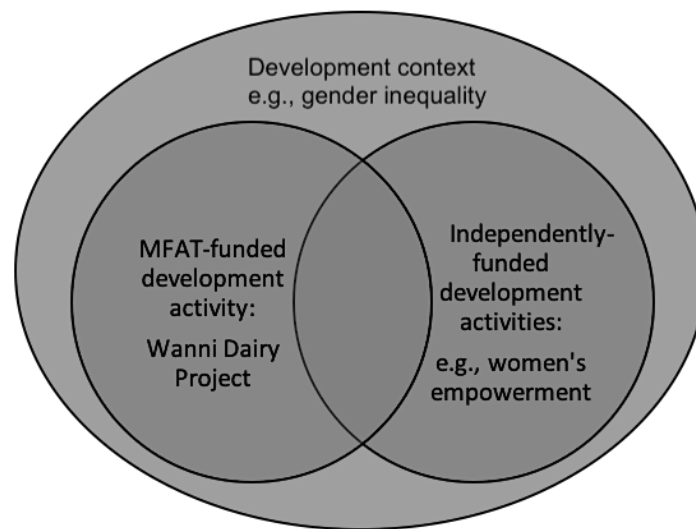 Development context
e.g., gender inequality
MFAT-funded
development
activity:
Wanni Dairy
Project
Independently-
funded
development
activities:
e.g., women's
empowerment